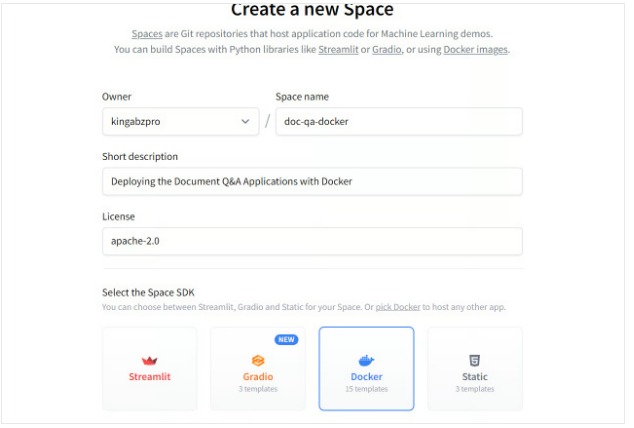 Create a new Space
Spaces are Git repositories that host application code for Machine Learning demos.
You can build Spaces with Python libraries like Streamlit or Gradio, or using Docker images.
Owner
Space name
kingabzpro
/
doc-qa-docker
Short description
Deploying the Document Q&A Applications with Docker
License
apache-2.0
Select the Space SDK
You can choose between Streamlit, Gradio and Static for your Space. Or pick Docker to host any other app.
NEW
Streamlit
Gradio
3 templates
Docker
15 templates
Static
3 templates